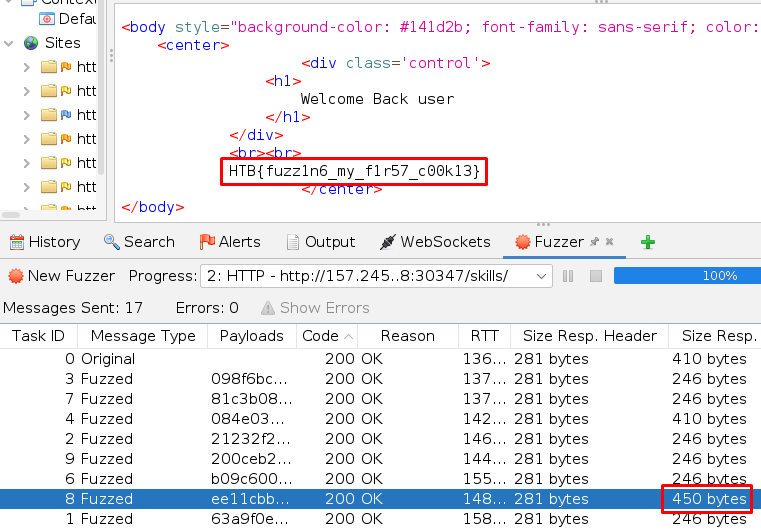 Context
Defau
Sites
htt
htt
htt
htt
htt
htt
htt
htt
<body style="background-color: #141d2b; font-family: sans-serif; color:
<center>
<div class='control'>
<h1>
Welcome Back user
</h1>
</div>
<br><br>
HTB{fuzz1n6_my_f1r57_c00k13}
</center>
</body>
History Search Alerts Output WebSockets Fuzzer
New Fuzzer Progress: 2: HTTP - http://157.245..8:30347/skills/ 100%
Messages Sent: 17 Errors: 0 Show Errors
Task ID Message Type Payloads Code Reason RTT Size Resp. Header Size Resp.
0 Original 200 OK 136... 281 bytes 410 bytes
3 Fuzzed 098f6bc... 200 OK 137... 281 bytes 246 bytes
7 Fuzzed 81c3b08... 200 OK 137... 281 bytes 246 bytes
4 Fuzzed 084e03... 200 OK 142... 281 bytes 410 bytes
2 Fuzzed 21232f2... 200 OK 146... 281 bytes 246 bytes
9 Fuzzed 200ceb2... 200 OK 144... 281 bytes 246 bytes
6 Fuzzed b09c600... 200 OK 155... 281 bytes 246 bytes
8 Fuzzed ee11cbb... 200 OK 148... 281 bytes 450 bytes
1 Fuzzed 63a9f0e... 200 OK 158... 281 bytes 246 bytes